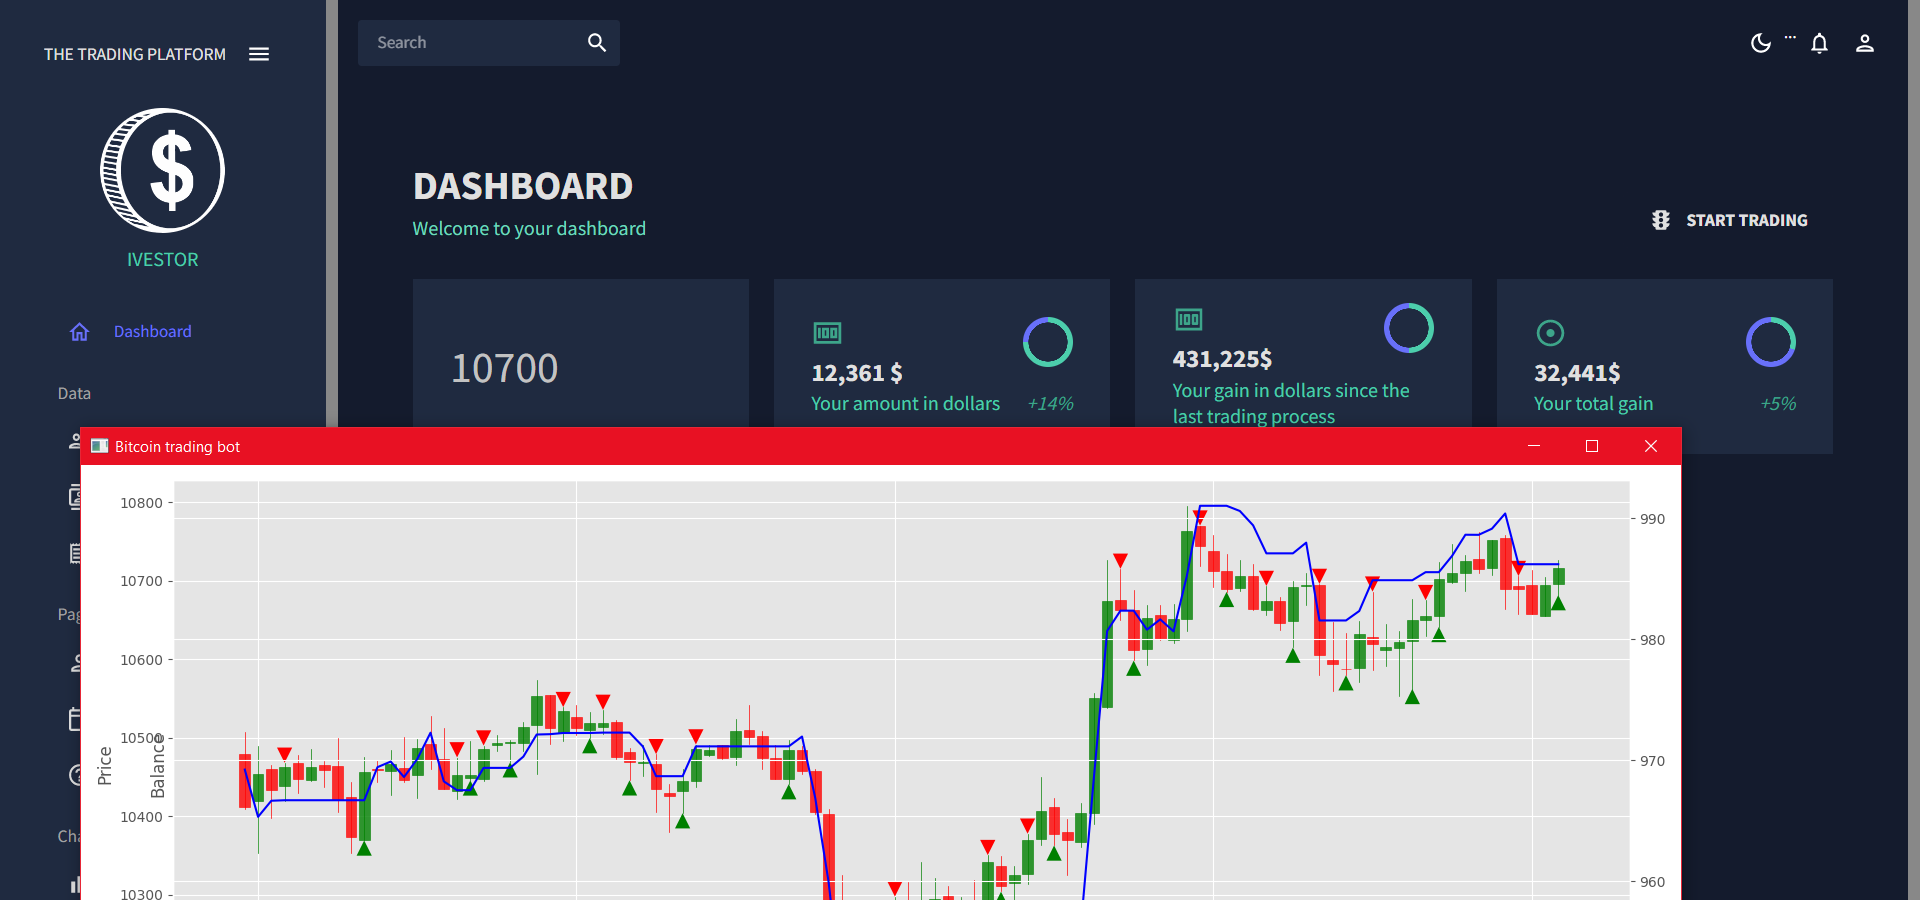 THE TRADING PLATFORM
Search
IVESTOR
DASHBOARD
Welcome to your dashboard
START TRADING
Dashboard
Data
10700
12,361 $
Your amount in dollars
+14%
431,225$
Your gain in dollars since the
last trading process
32,441$
Your total gain
+5%
Bitcoin trading bot
Pag
Cha
Price
Balance
10800
10700
10600
10500
10400
10300
990
980
970
960